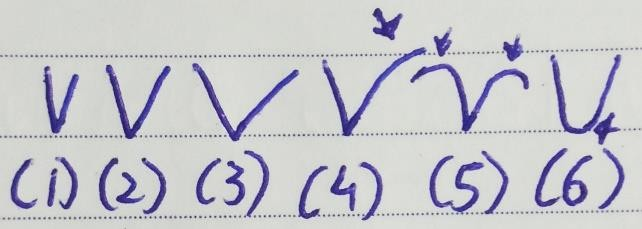 V V V V V V
(1) (2) (3) (4) (5) (6)